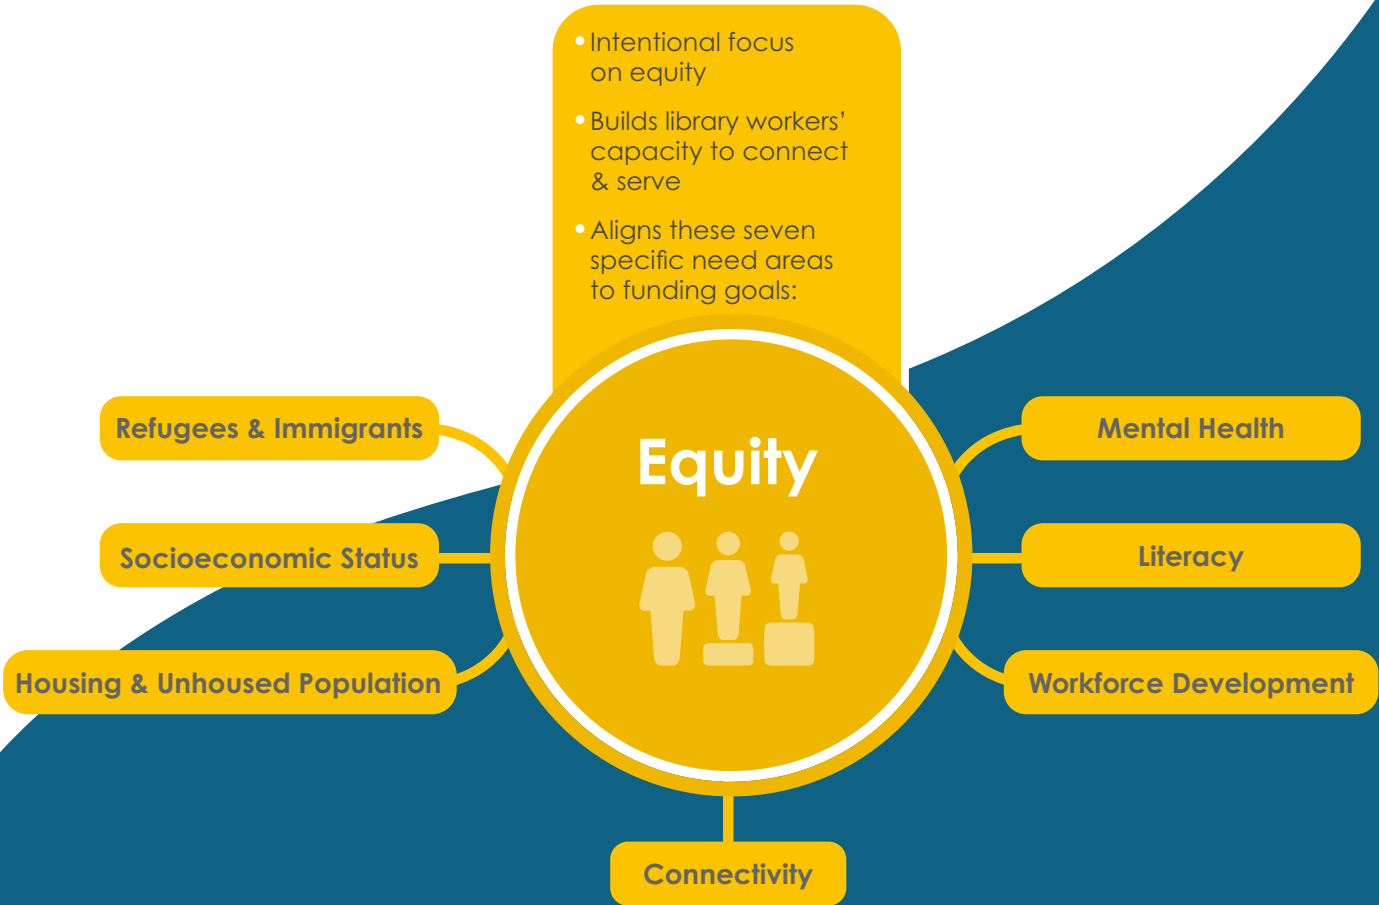 • Intentional focus
on equity
• Builds library workers’
capacity to connect
& serve
• Aligns these seven
specific need areas
to funding goals:
Equity
Refugees & Immigrants
Socioeconomic Status
Housing & Unhoused Population
Mental Health
Literacy
Workforce Development
Connectivity